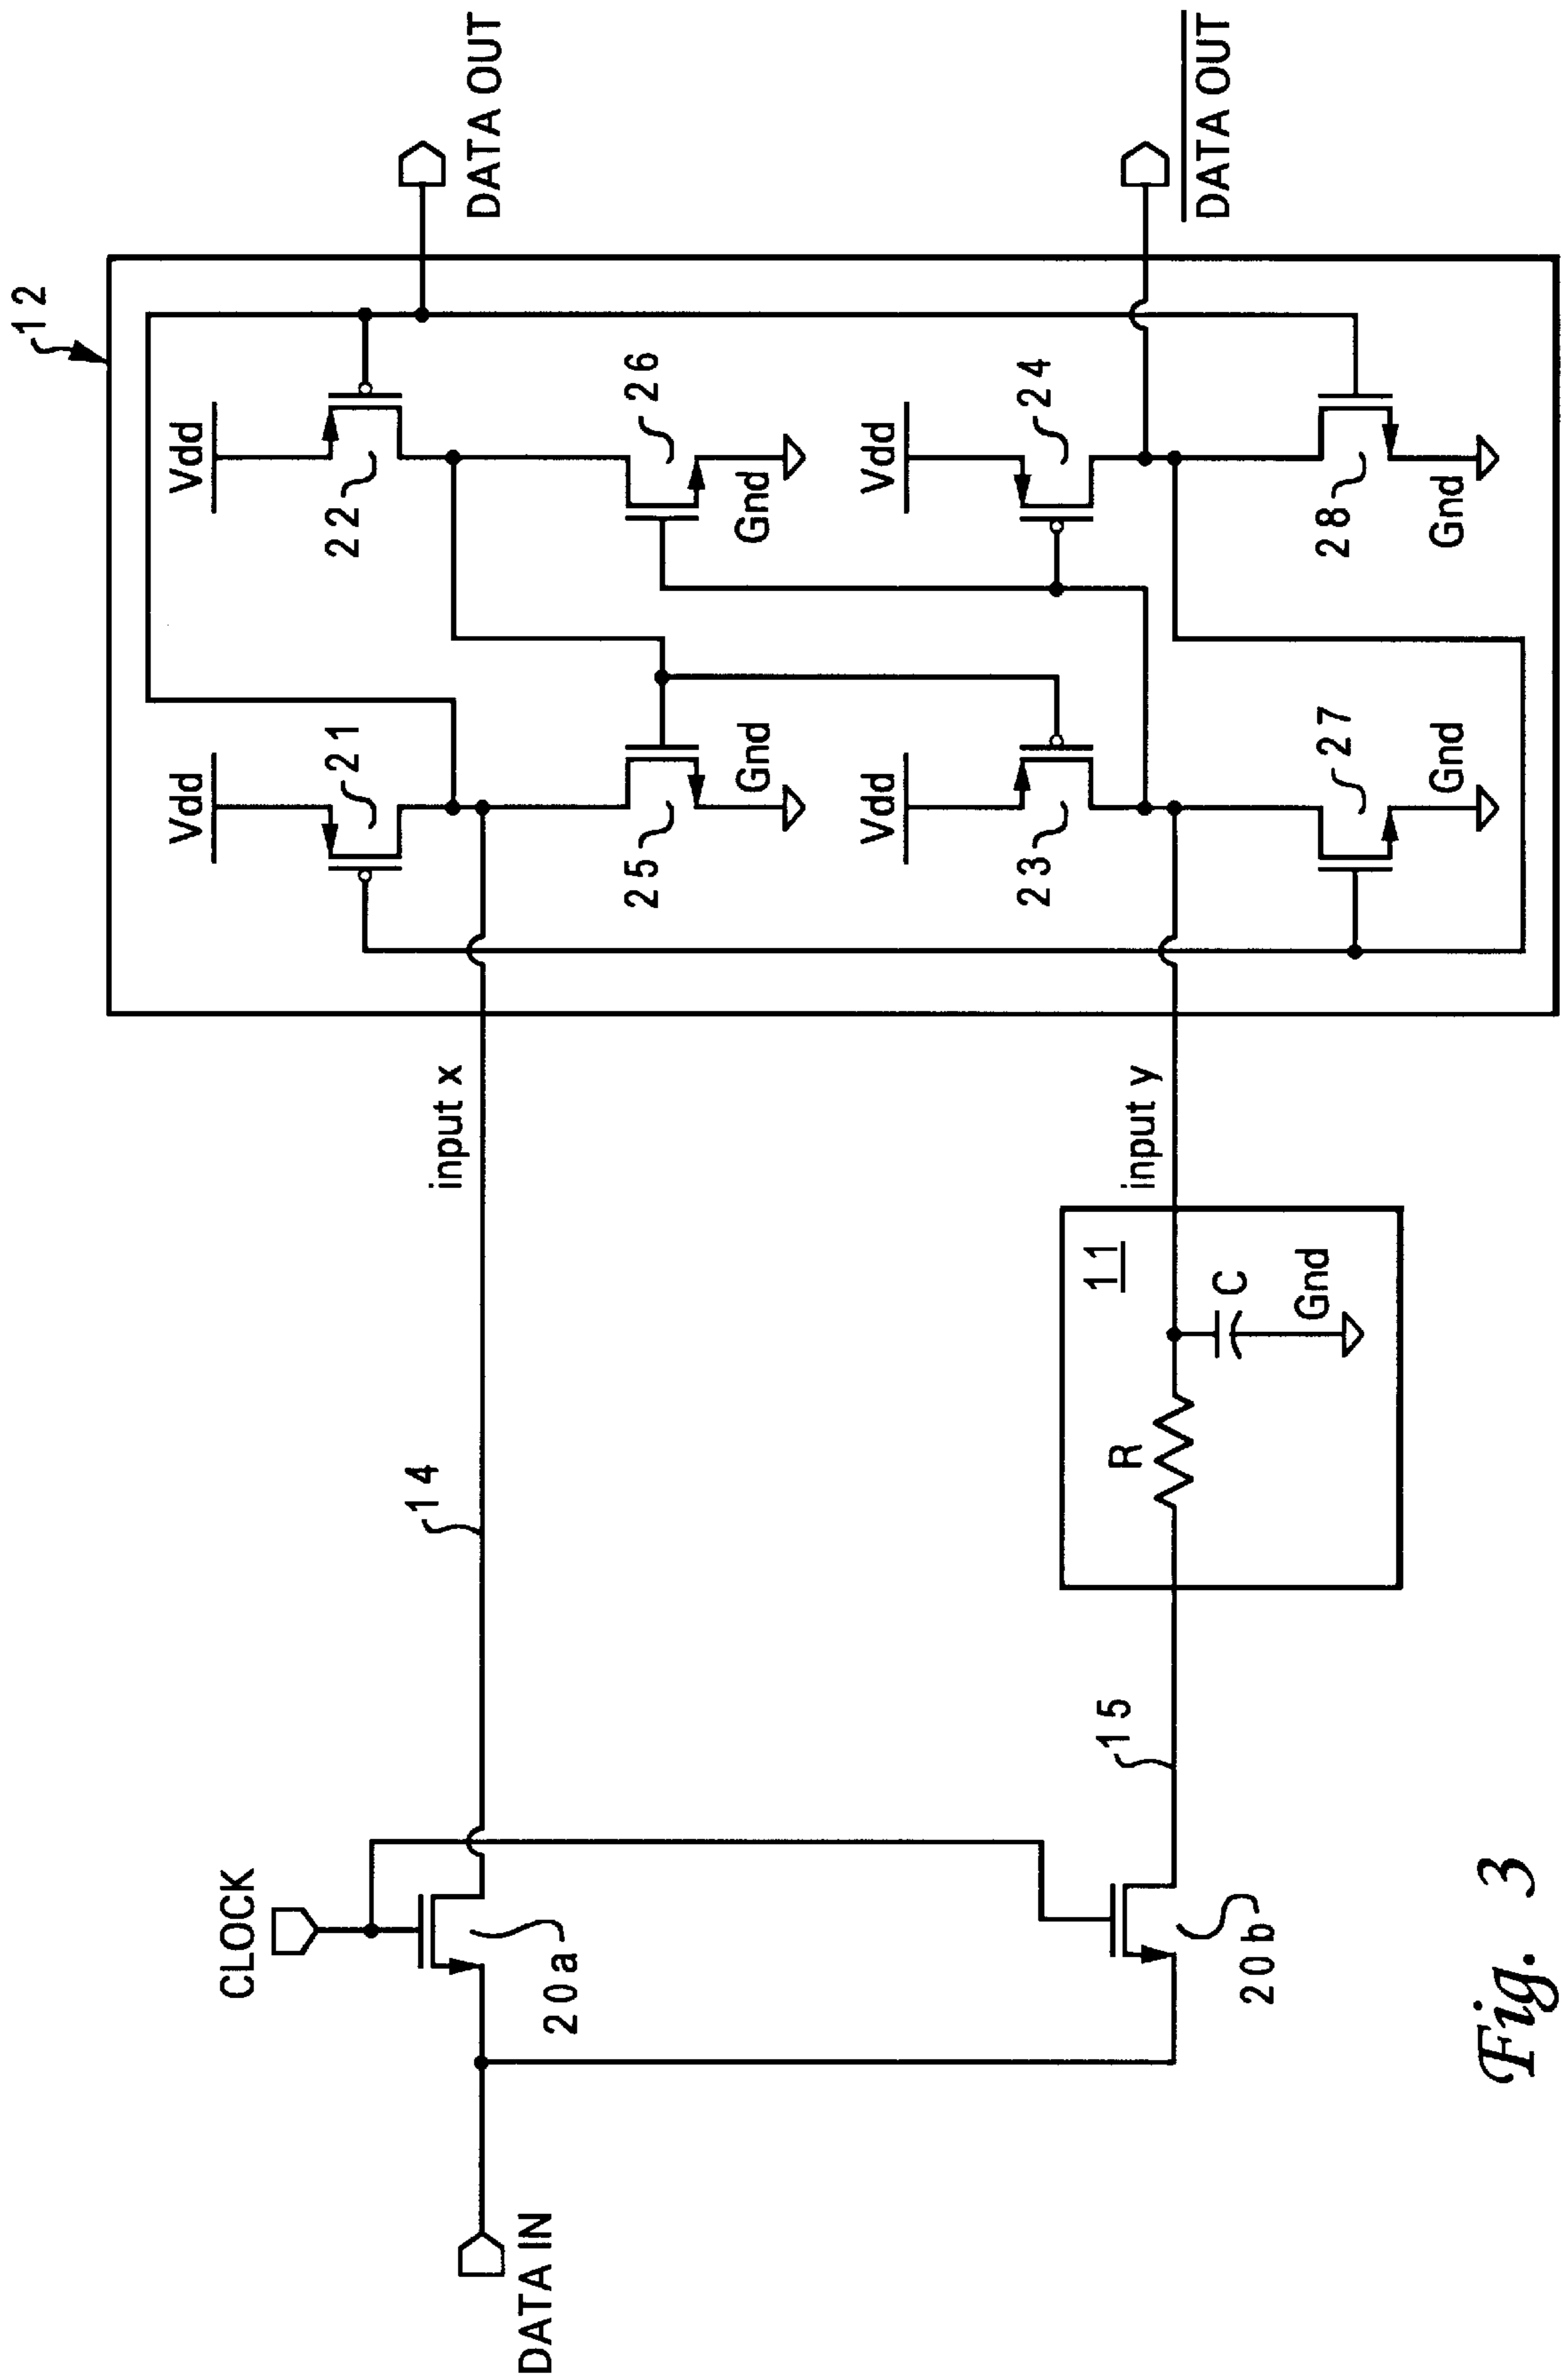 12
Vdd
Vdd
21
22
DATA OUT
25
Gnd
26
Gnd
Vdd
Vdd
23
24
DATA OUT
27
Gnd
28
Gnd
input x
input y
14
11
R
C
Gnd
15
CLOCK
20a
20b
DATA IN
Fig. 3